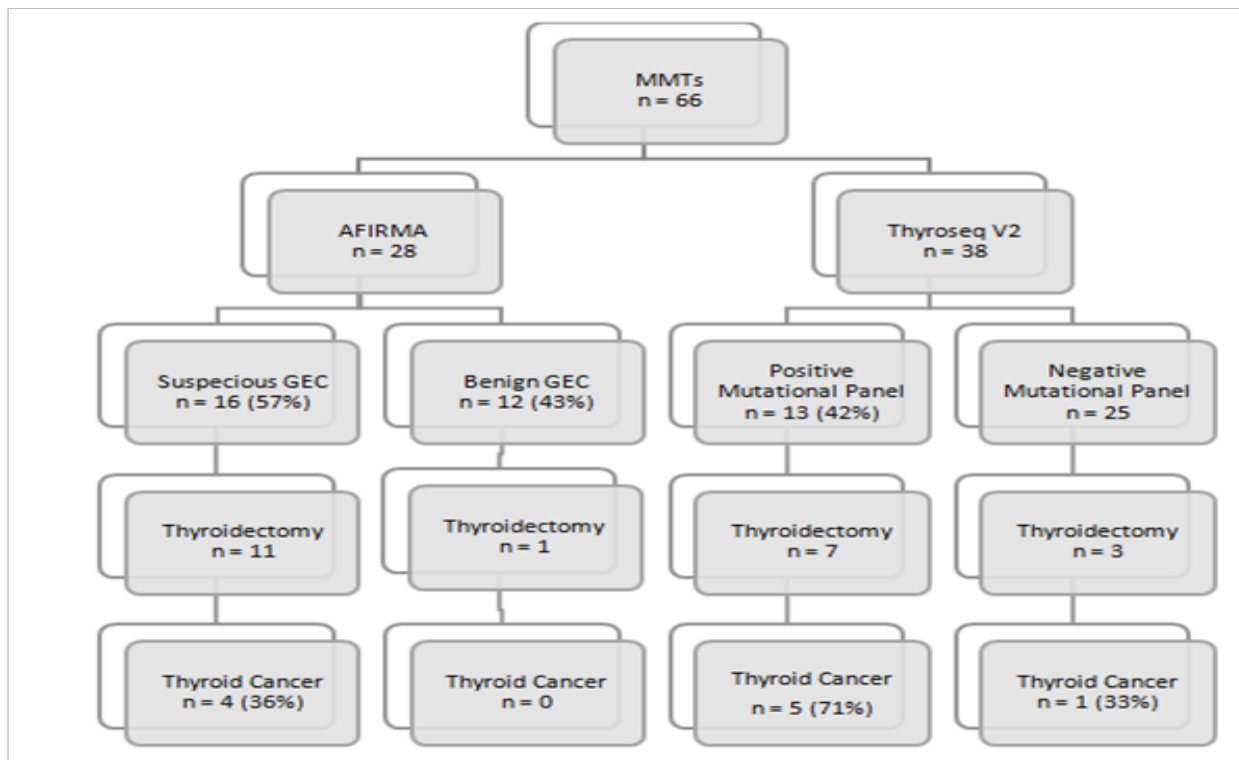 MMTs
n = 66
AFIRMA
n = 28
Thyroseq V2
n = 38
Suspecious GEC
n = 16 (57%)
Benign GEC
n = 12 (43%)
Positive
Mutational Panel
n = 13 (42%)
Negative
Mutational Panel
n = 25
Thyroidectomy
n = 11
Thyroidectomy
n = 1
Thyroidectomy
n = 7
Thyroidectomy
n = 3
Thyroid Cancer
n = 4 (36%)
Thyroid Cancer
n = 0
Thyroid Cancer
n = 5 (71%)
Thyroid Cancer
n = 1 (33%)